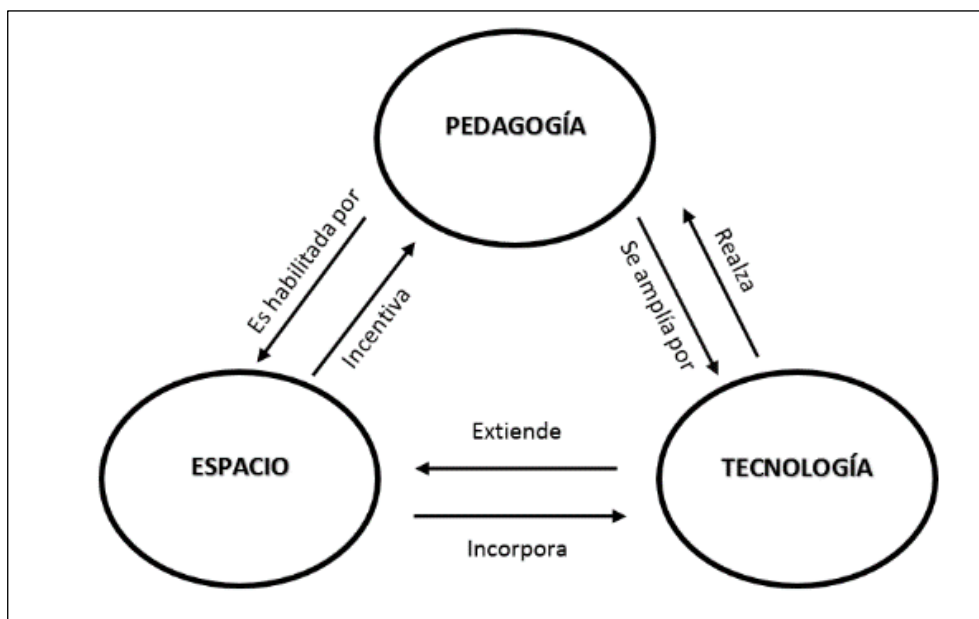 PEDAGOGÍA
Es habilitada por
Incentiva
Se amplía por
Realza
Extiende
ESPACIO
TECNOLOGÍA
Incorpora